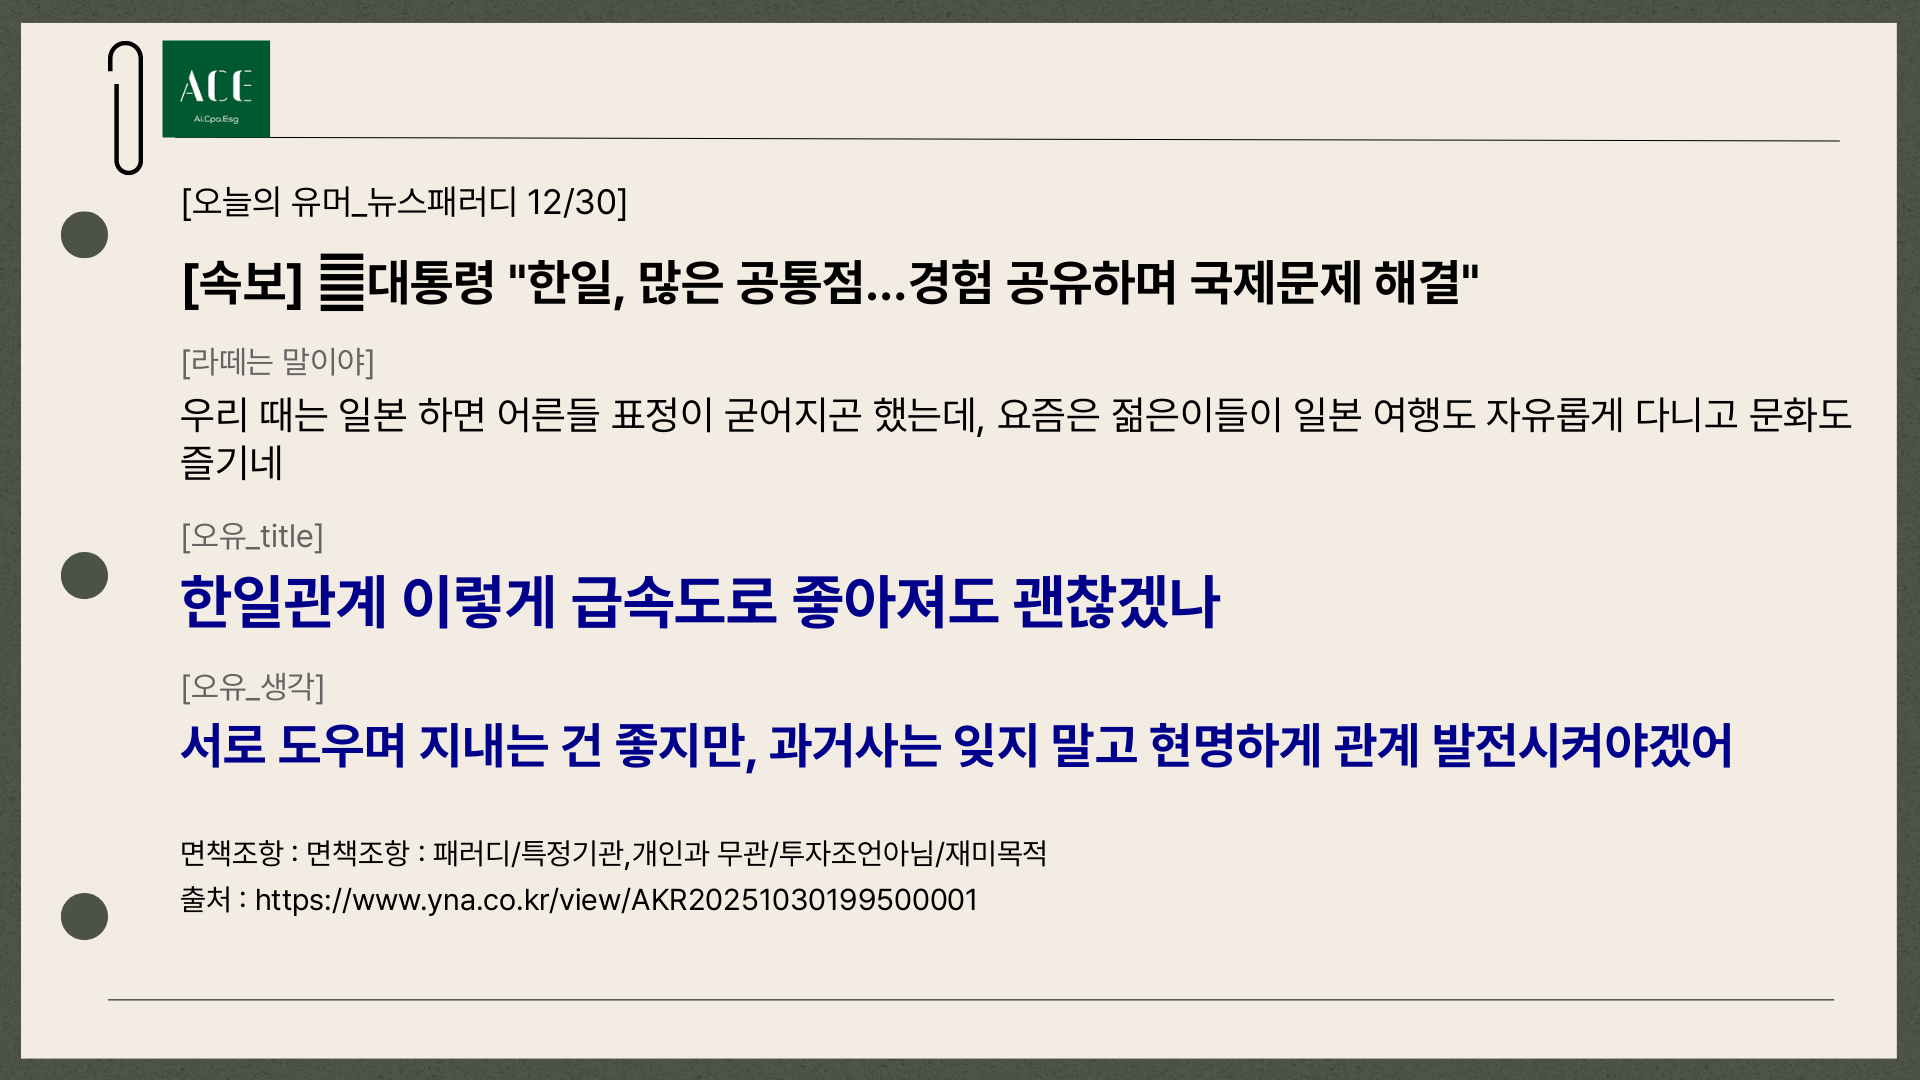 ACE
Ai.Cpa.Esg
[오늘의 유머_뉴스패러디 12/30]
[속보] 대통령 "한일, 많은 공통점…경험 공유하며 국제문제 해결"
[라떼는 말이야]
우리 때는 일본 하면 어른들 표정이 굳어지곤 했는데, 요즘은 젊은이들이 일본 여행도 자유롭게 다니고 문화도
즐기네
[오유_title]
한일관계 이렇게 급속도로 좋아져도 괜찮겠나
[오유_생각]
서로 도우며 지내는 건 좋지만, 과거사는 잊지 말고 현명하게 관계 발전시켜야겠어
면책조항 : 면책조항 : 패러디/특정기관,개인과 무관/투자조언아님/재미목적
출처 : https://www.yna.co.kr/view/AKR20251030199500001